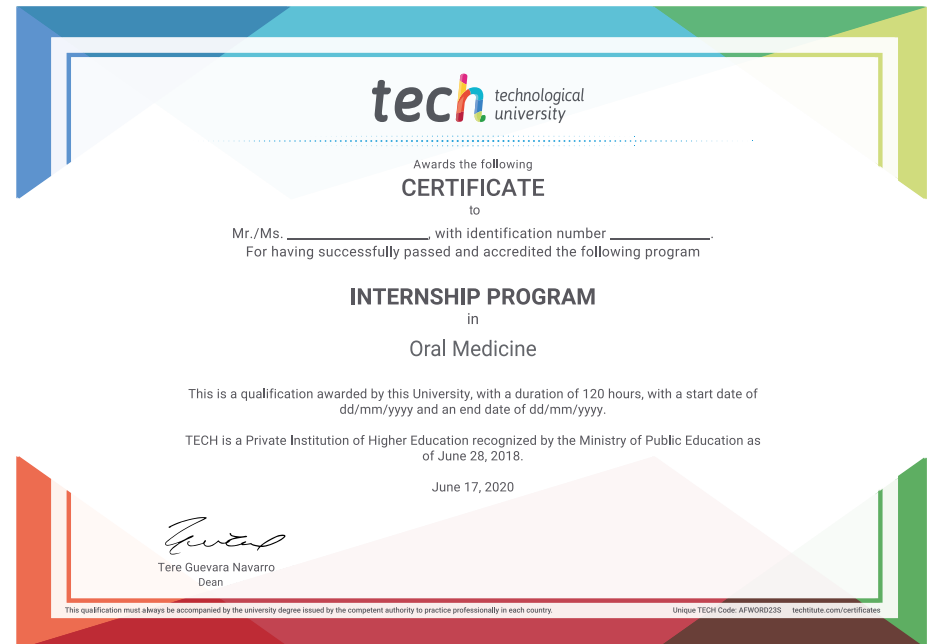 tech technological
university
Awards the following
CERTIFICATE
to
Mr./Ms. ____________________, with identification number ______________.
For having successfully passed and accredited the following program
INTERNSHIP PROGRAM
in
Oral Medicine
This is a qualification awarded by this University, with a duration of 120 hours, with a start date of
dd/mm/yyyy and an end date of dd/mm/yyyy.
TECH is a Private Institution of Higher Education recognized by the Ministry of Public Education as
of June 28, 2018.
June 17, 2020
Tere Guevara Navarro
Dean
This qualification must always be accompanied by the university degree issued by the competent authority to practice professionally in each country. Unique TECH Code: AFWORD23S techtitute.com/certificates